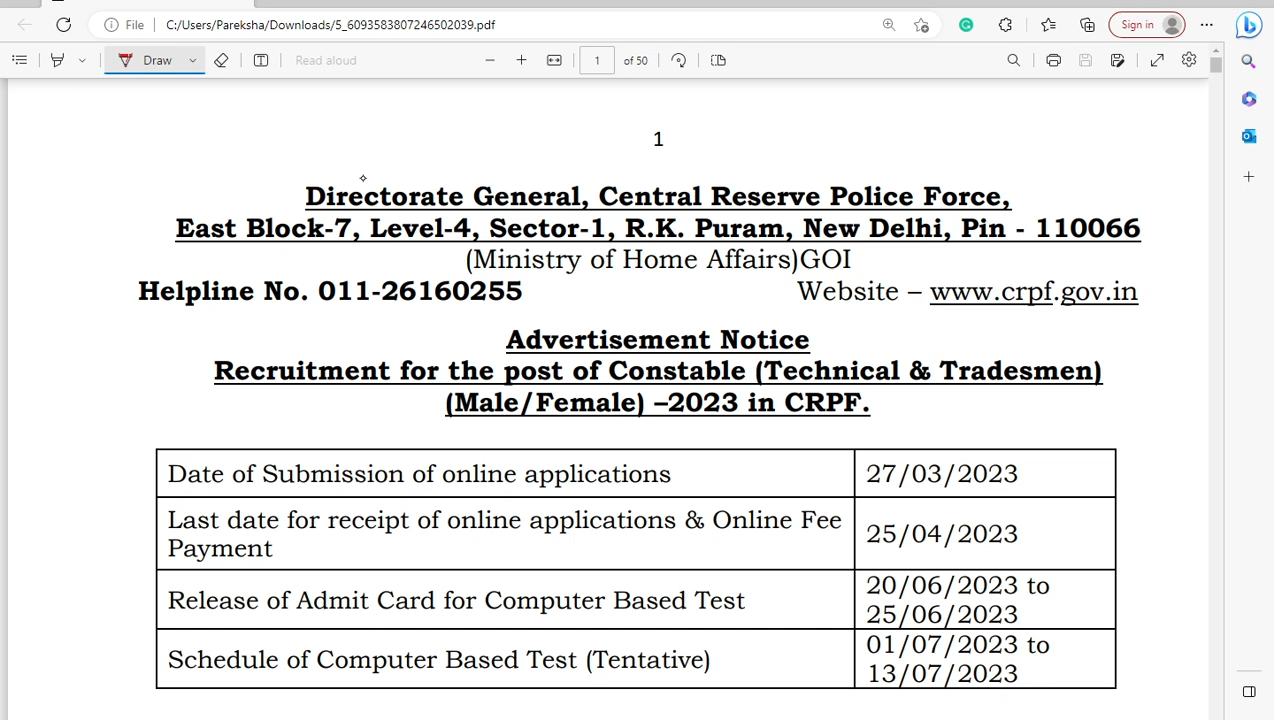 File
C:/Users/Pareksha/Downloads/5_6093583807246502039.pdf
Sign in
Draw
Read aloud
1
of 50
1
Directorate General, Central Reserve Police Force,
East Block-7, Level-4, Sector-1, R.K. Puram, New Delhi, Pin - 110066
(Ministry of Home Affairs)GOI
Helpline No. 011-26160255 Website – www.crpf.gov.in
Advertisement Notice
Recruitment for the post of Constable (Technical & Tradesmen)
(Male/Female) –2023 in CRPF.
Date of Submission of online applications 27/03/2023
Last date for receipt of online applications & Online Fee
Payment 25/04/2023
Release of Admit Card for Computer Based Test 20/06/2023 to
25/06/2023
Schedule of Computer Based Test (Tentative) 01/07/2023 to
13/07/2023